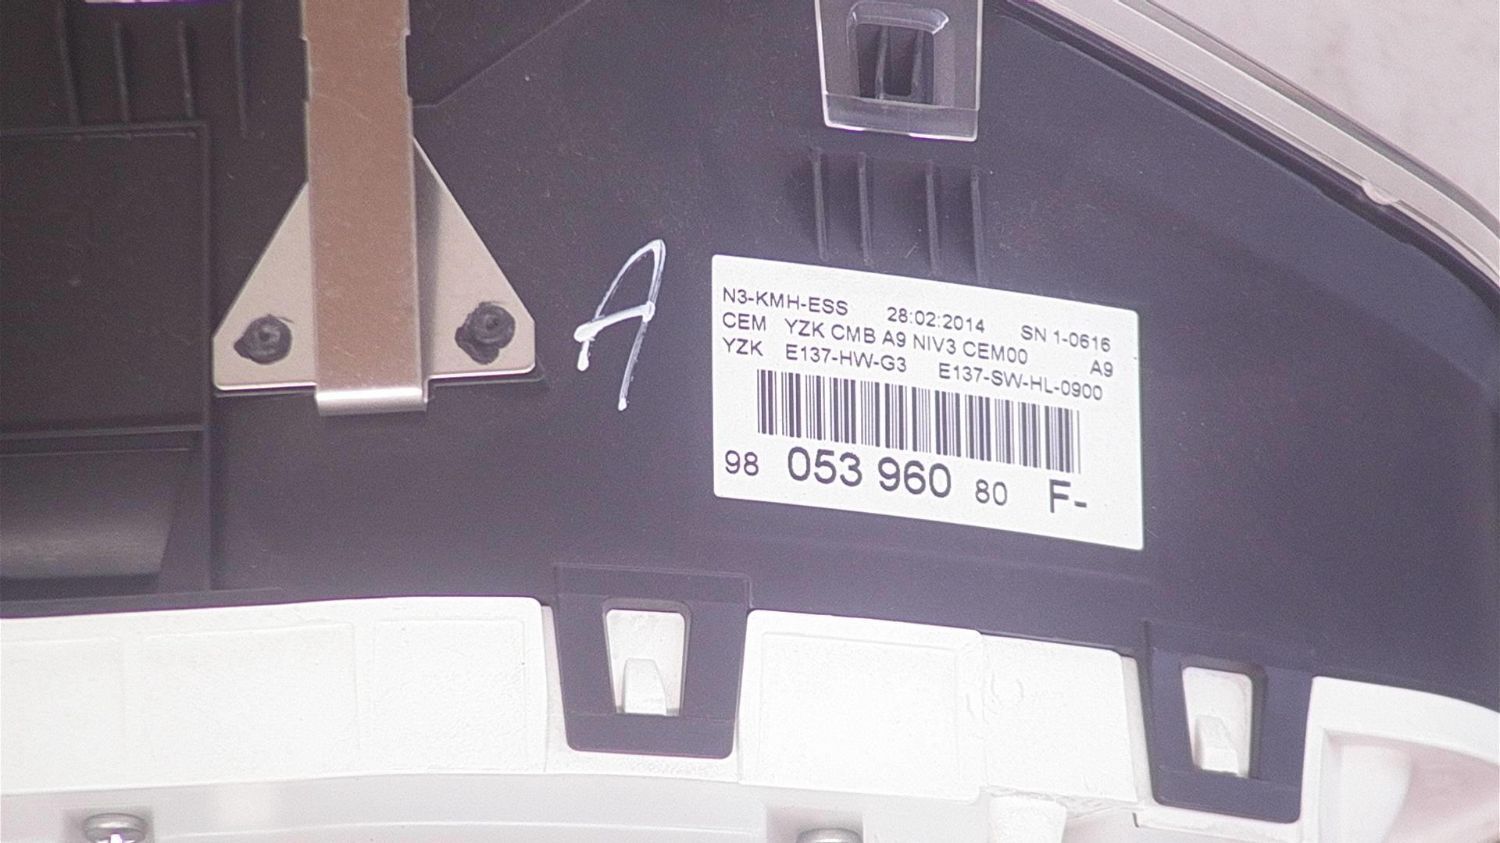 A
N3-KMH-ESS 28:02:2014 SN 1-0616
CEM YZK CMB A9 NIV3 CEM00 A9
YZK E137-HW-G3 E137-SW-HL-0900
98 053 960 80 F-